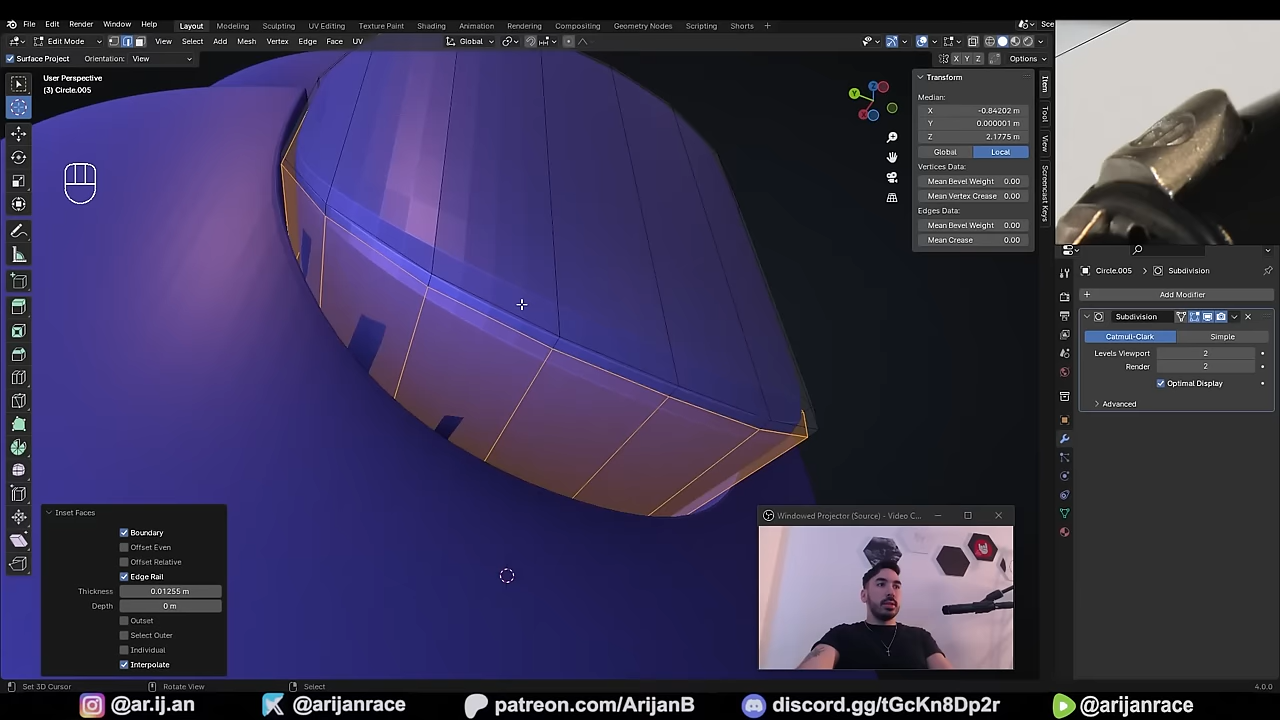 File Edit Render Window Help Layout Modeling Sculpting UV Editing Texture Paint Shading Animation Rendering Compositing Geometry Nodes Scripting Shorts + Sce
Edit Mode View Select Add Mesh Vertex Edge Face UV Global
Surface Project Orientation: View X Y Z Options
User Perspective
(3) Circle.005
Transform
Median:
X -0.84202 m
Y 0.000001 m
Z 2.1775 m
Global Local
Vertices Data:
Mean Bevel Weight 0.00
Mean Vertex Crease 0.00
Edges Data:
Mean Bevel Weight 0.00
Mean Crease 0.00
Item
Tool
View
Screencast Keys
Circle.005 Subdivision
Add Modifier
Subdivision
Catmull-Clark Simple
Levels Viewport 2
Render 2
Optimal Display
Advanced
Inset Faces
Boundary
Offset Even
Offset Relative
Edge Rail
Thickness 0.01255 m
Depth 0 m
Outset
Select Outer
Individual
Interpolate
Windowed Projector (Source) - Video C...
Set 3D Cursor Rotate View Select 4.0.0
@ar.ij.an @arijanrace patreon.com/ArijanB discord.gg/tGcKn8Dp2r @arijanrace